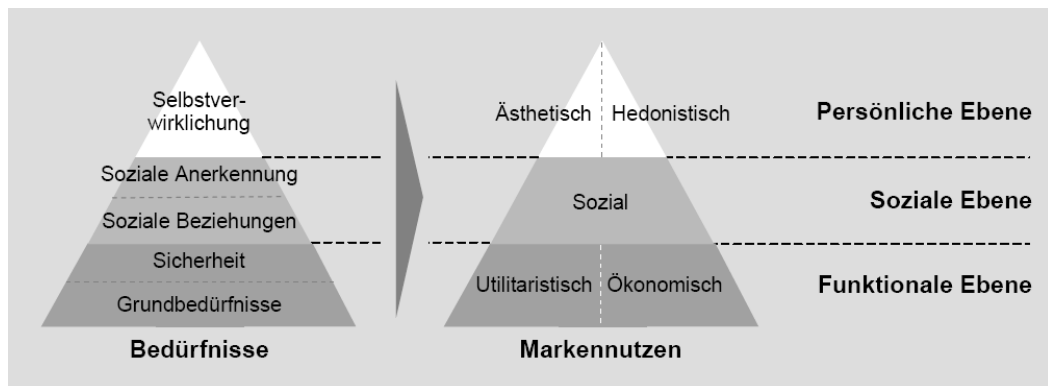 Selbstver-
wirklichung
Soziale Anerkennung
Soziale Beziehungen
Sicherheit
Grundbedürfnisse
Bedürfnisse
Ästhetisch
Hedonistisch
Sozial
Utilitaristisch
Ökonomisch
Markennutzen
Persönliche Ebene
Soziale Ebene
Funktionale Ebene